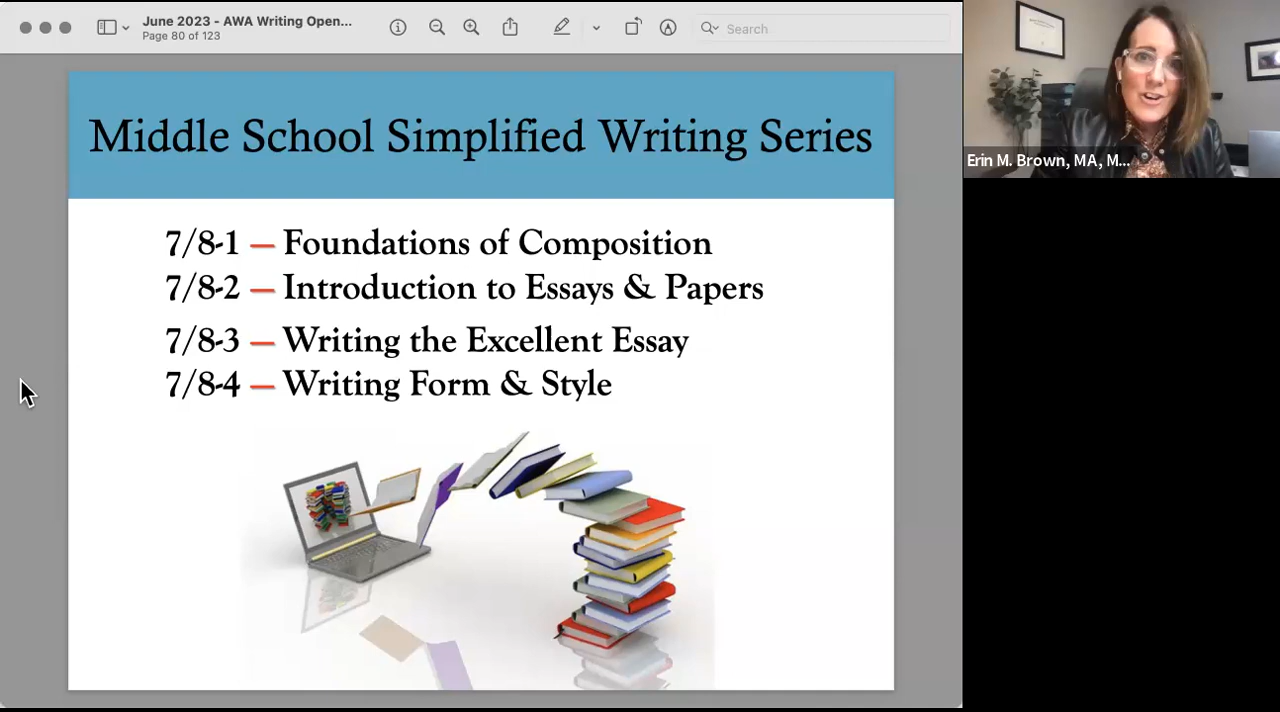 June 2023 - AWA Writing Open...
Page 80 of 123
Search
Middle School Simplified Writing Series
7/8-1 — Foundations of Composition
7/8-2 — Introduction to Essays & Papers
7/8-3 — Writing the Excellent Essay
7/8-4 — Writing Form & Style
Erin M. Brown, MA, M...